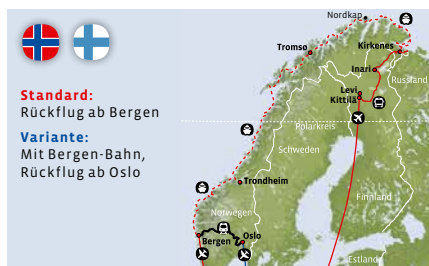 Standard:
Rückflug ab Bergen
Variante:
Mit Bergen-Bahn,
Rückflug ab Oslo
Nordkap
Tromsø
Kirkenes
Inari
Russland
Levi
Kittilä
Polarkreis
Schweden
Trondheim
Finnland
Norwegen
Bergen
Oslo
Estland